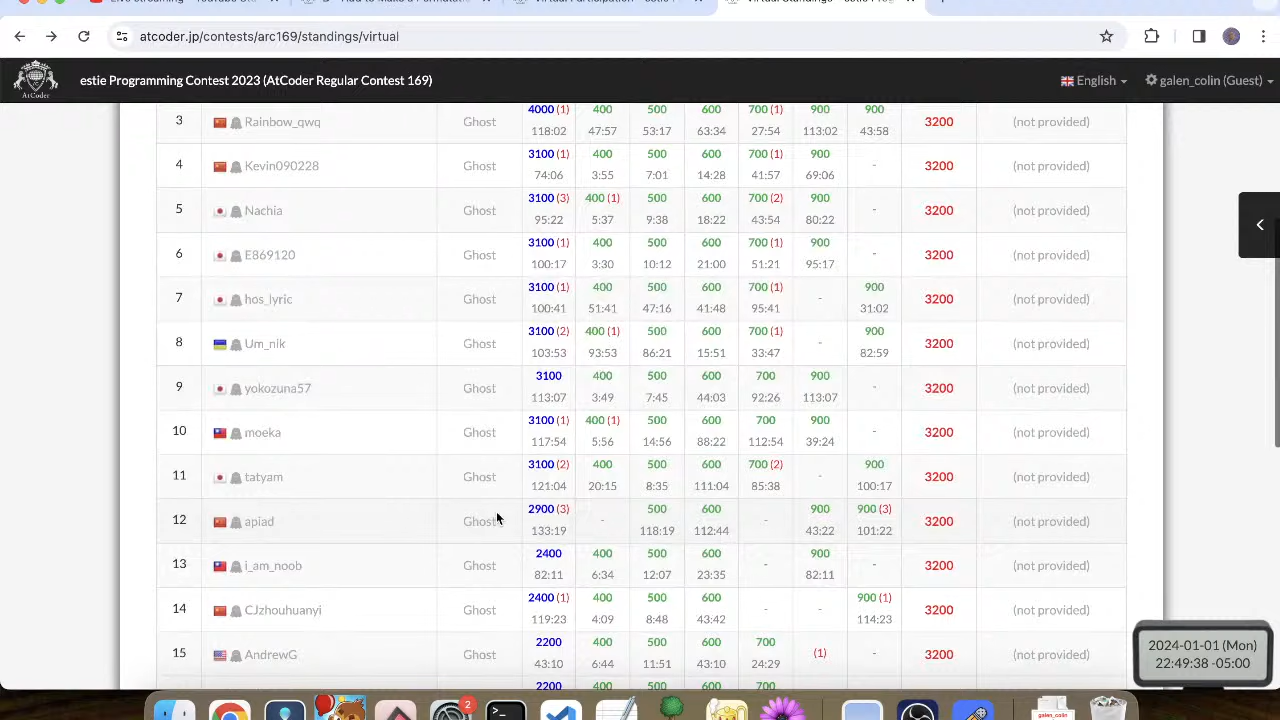 atcoder.jp/contests/arc169/standings/virtual
estie Programming Contest 2023 (AtCoder Regular Contest 169)
English
galen_colin (Guest)
4000 (1) 400 500 600 700 (1) 900 900
3 Rainbow_qwq Ghost 3200 (not provided)
118:02 47:57 53:17 63:34 27:54 113:02 43:58
3100 (1) 400 500 600 700 (1) 900
4 Kevin090228 Ghost - 3200 (not provided)
74:06 3:55 7:01 14:28 41:57 69:06
3100 (3) 400 (1) 500 600 700 (2) 900
5 Nachia Ghost - 3200 (not provided)
95:22 5:37 9:38 18:22 43:54 80:22
3100 (1) 400 500 600 700 (1) 900
6 E869120 Ghost - 3200 (not provided)
100:17 3:30 10:12 21:00 51:21 95:17
3100 (1) 400 500 600 700 (1) 900
7 hos_lyric Ghost - 3200 (not provided)
100:41 51:41 47:16 41:48 95:41 31:02
3100 (2) 400 (1) 500 600 700 (1) 900
8 Um_nik Ghost - 3200 (not provided)
103:53 93:53 86:21 15:51 33:47 82:59
3100 400 500 600 700 900
9 yokozuna57 Ghost - 3200 (not provided)
113:07 3:49 7:45 44:03 92:26 113:07
3100 (1) 400 (1) 500 600 700 900
10 moeka Ghost - 3200 (not provided)
117:54 5:56 14:56 88:22 112:54 39:24
3100 (2) 400 500 600 700 (2) 900
11 tatyam Ghost - 3200 (not provided)
121:04 20:15 8:35 111:04 85:38 100:17
2900 (3) 500 600 900 900 (3)
12 apiad Ghost - - 3200 (not provided)
133:19 118:19 112:44 43:22 101:22
2400 400 500 600 900
13 i_am_noob Ghost - - 3200 (not provided)
82:11 6:34 12:07 23:35 82:11
2400 (1) 400 500 600 900 (1)
14 CJzhouhuanyi Ghost - - 3200 (not provided)
119:23 4:09 8:48 43:42 114:23
2200 400 500 600 700
15 AndrewG Ghost (1) - 3200 (not provided)
43:10 6:44 11:51 43:10 24:29
2200 400 500 600 700
2024-01-01 (Mon)
22:49:38 -05:00
2
galen_colin